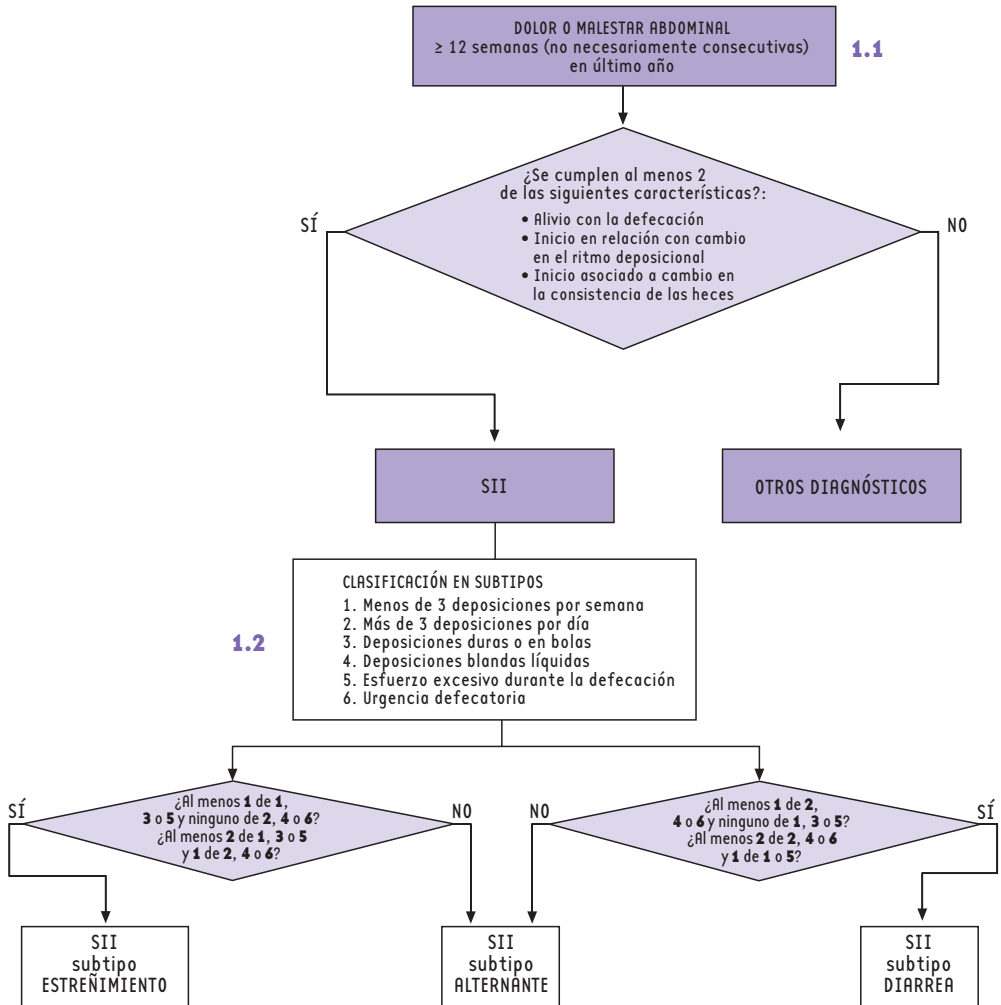 DOLOR O MALESTAR ABDOMINAL
≥ 12 semanas (no necesariamente consecutivas)
en último año
1.1
¿Se cumplen al menos 2
de las siguientes características?:
• Alivio con la defecación
• Inicio en relación con cambio
en el ritmo deposicional
• Inicio asociado a cambio en
la consistencia de las heces
SÍ
NO
SII
OTROS DIAGNÓSTICOS
1.2
CLASIFICACIÓN EN SUBTIPOS
1. Menos de 3 deposiciones por semana
2. Más de 3 deposiciones por día
3. Deposiciones duras o en bolas
4. Deposiciones blandas líquidas
5. Esfuerzo excesivo durante la defecación
6. Urgencia defecatoria
SÍ
¿Al menos 1 de 1,
3 o 5 y ninguno de 2, 4 o 6?
¿Al menos 2 de 1, 3 o 5
y 1 de 2, 4 o 6?
NO
NO
¿Al menos 1 de 2,
4 o 6 y ninguno de 1, 3 o 5?
¿Al menos 2 de 2, 4 o 6
y 1 de 1 o 5?
SÍ
SII
subtipo
ESTREÑIMIENTO
SII
subtipo
ALTERNANTE
SII
subtipo
DIARREA